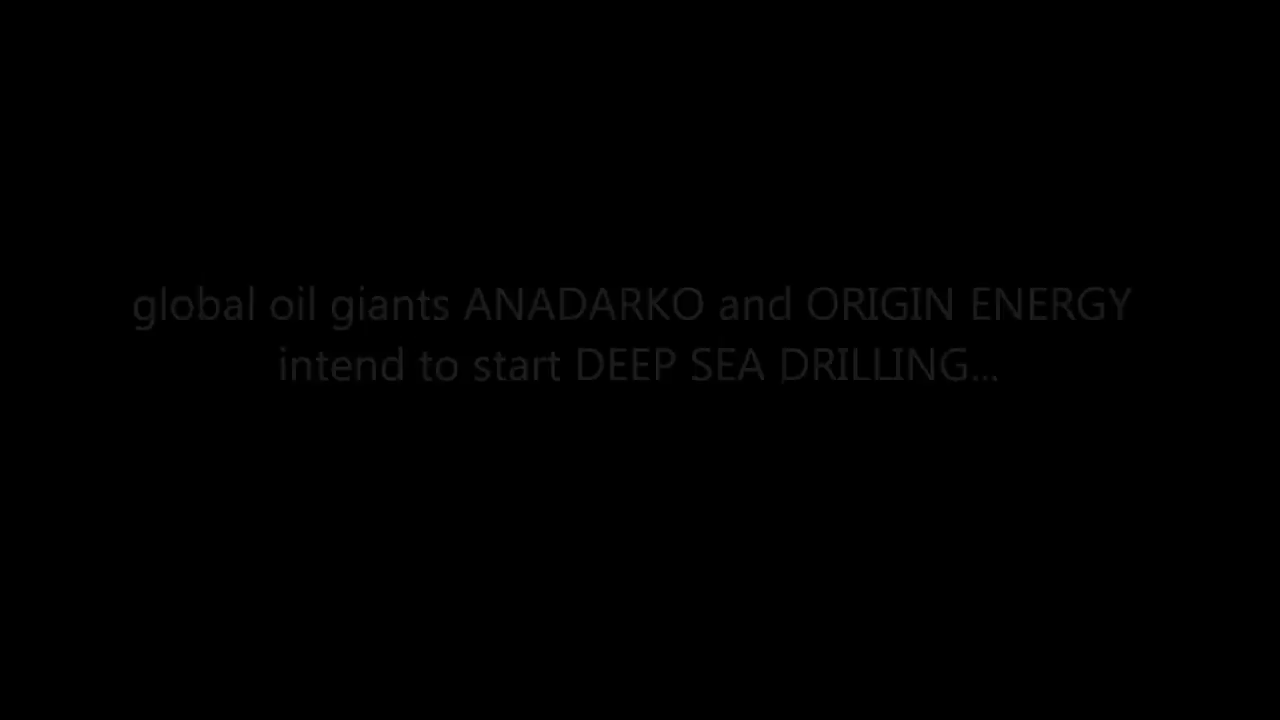 global oil giants ANADARKO and ORIGIN ENERGY
intend to start DEEP SEA DRILLING...